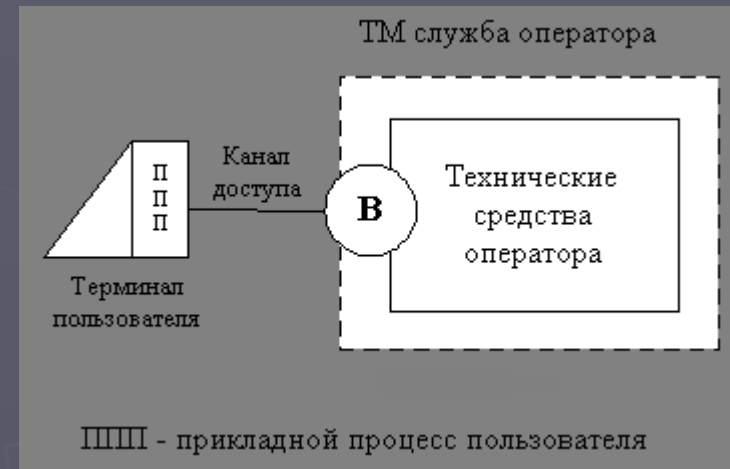 ТМ служба оператора
П
П
П
Канал
доступа
В
Технические
средства
оператора
Терминал
пользователя
ППП - прикладной процесс пользователя